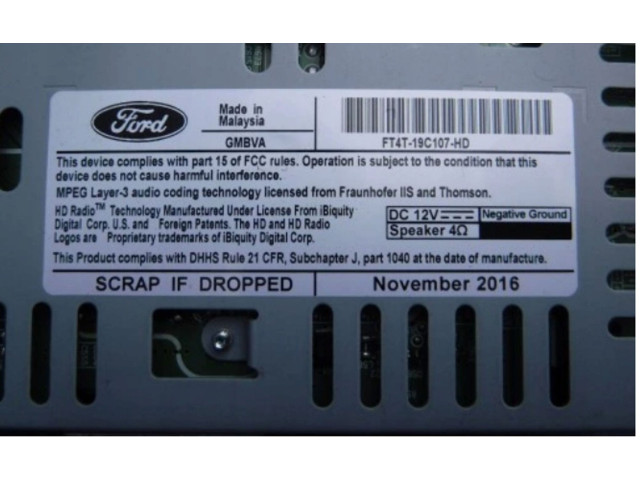 Ford
Made in
Malaysia
GMBVA
FT4T-19C107-HD
This device complies with part 15 of FCC rules. Operation is subject to the condition that this
device does not cause harmful interference.
MPEG Layer-3 audio coding technology licensed from Fraunhofer IIS and Thomson.
HD Radio™ Technology Manufactured Under License From iBiquity
Digital Corp. U.S. and Foreign Patents. The HD and HD Radio
Logos are Proprietary trademarks of iBiquity Digital Corp.
DC 12V Negative Ground
Speaker 4Ω
This Product complies with DHHS Rule 21 CFR, Subchapter J, part 1040 at the date of manufacture.
SCRAP IF DROPPED
November 2016